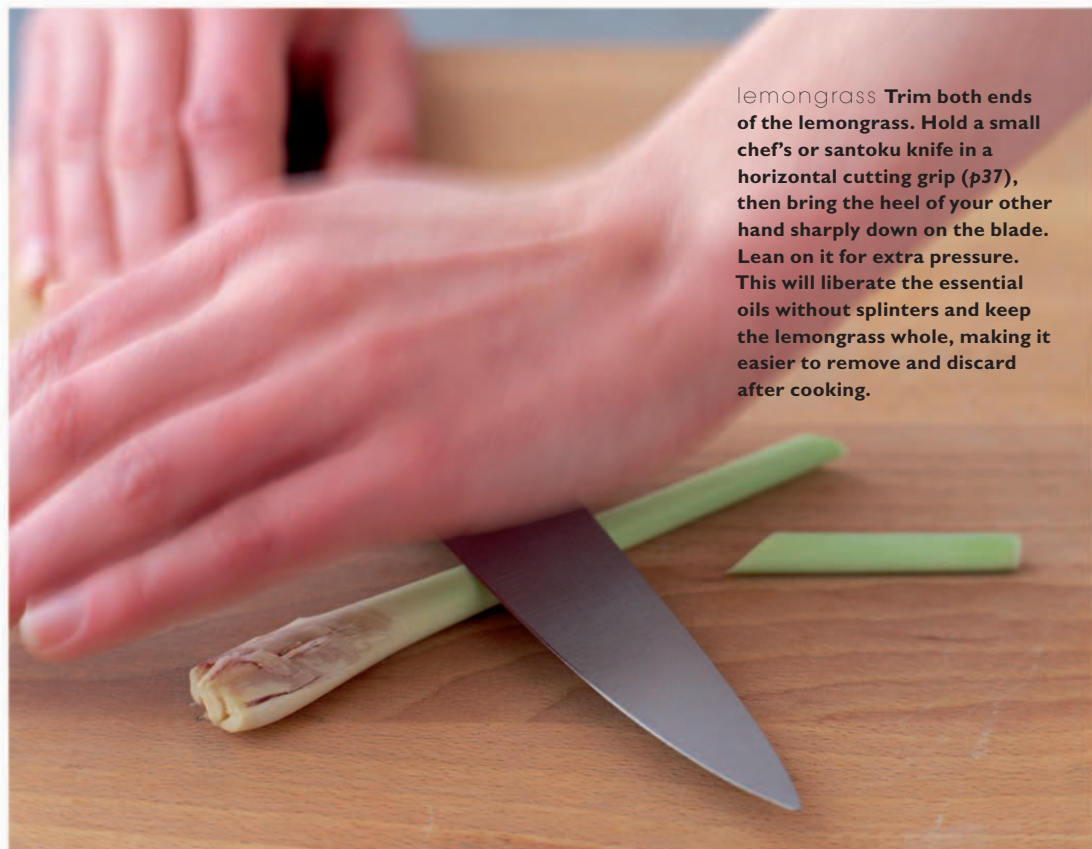 lemongrass Trim both ends
of the lemongrass. Hold a small
chef's or santoku knife in a
horizontal cutting grip (p37),
then bring the heel of your other
hand sharply down on the blade.
Lean on it for extra pressure.
This will liberate the essential
oils without splinters and keep
the lemongrass whole, making it
easier to remove and discard
after cooking.